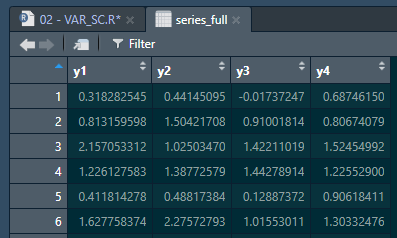 02 - VAR_SC.R* series_full
Filter
y1 y2 y3 y4
1 0.318282545 0.44145095 -0.01737247 0.68746150
2 0.813159598 1.50421708 0.91001814 0.80674079
3 2.157053312 1.02503470 1.42211019 1.52454992
4 1.226127583 1.38772579 1.44278914 1.22552900
5 0.411814278 0.48817384 0.12887372 0.90618411
6 1.627758374 2.27572793 1.01553011 1.30332476